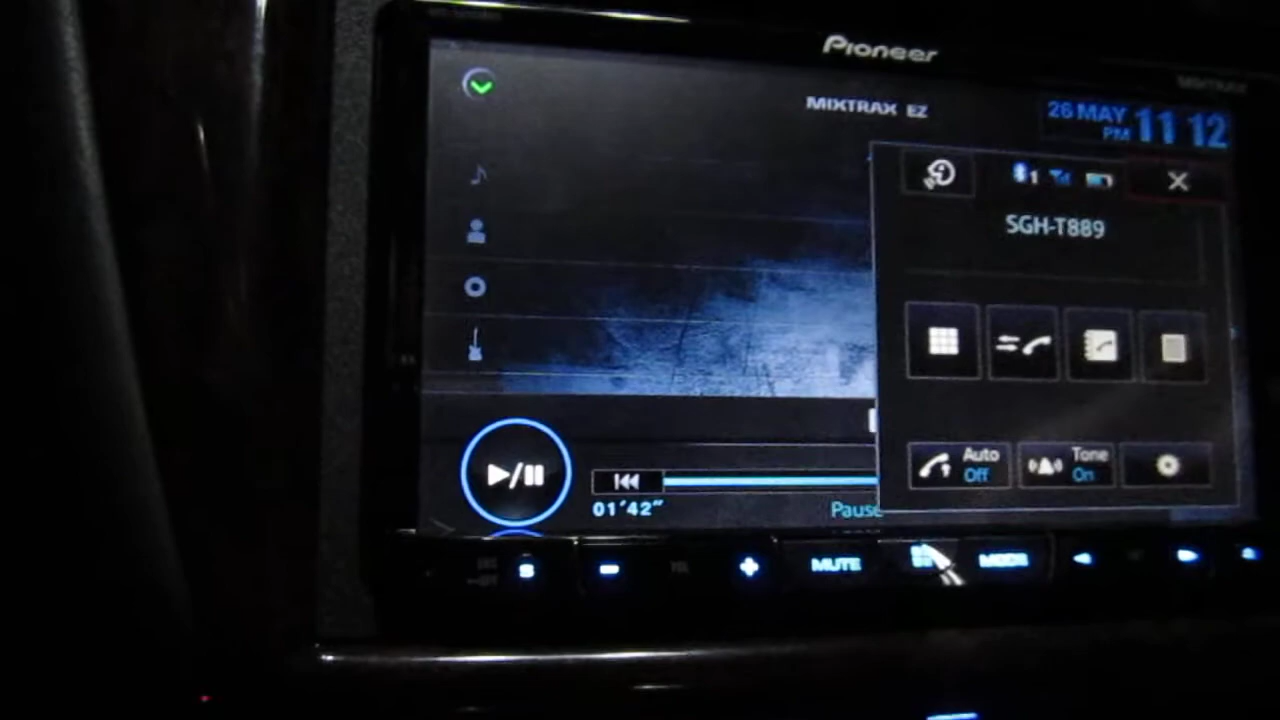 Pioneer
MIXTRAX EZ
26 MAY
PM 11 12
1
SGH-T889
Auto
Off
Tone
On
01'42"
Pause
MUTE
MODE